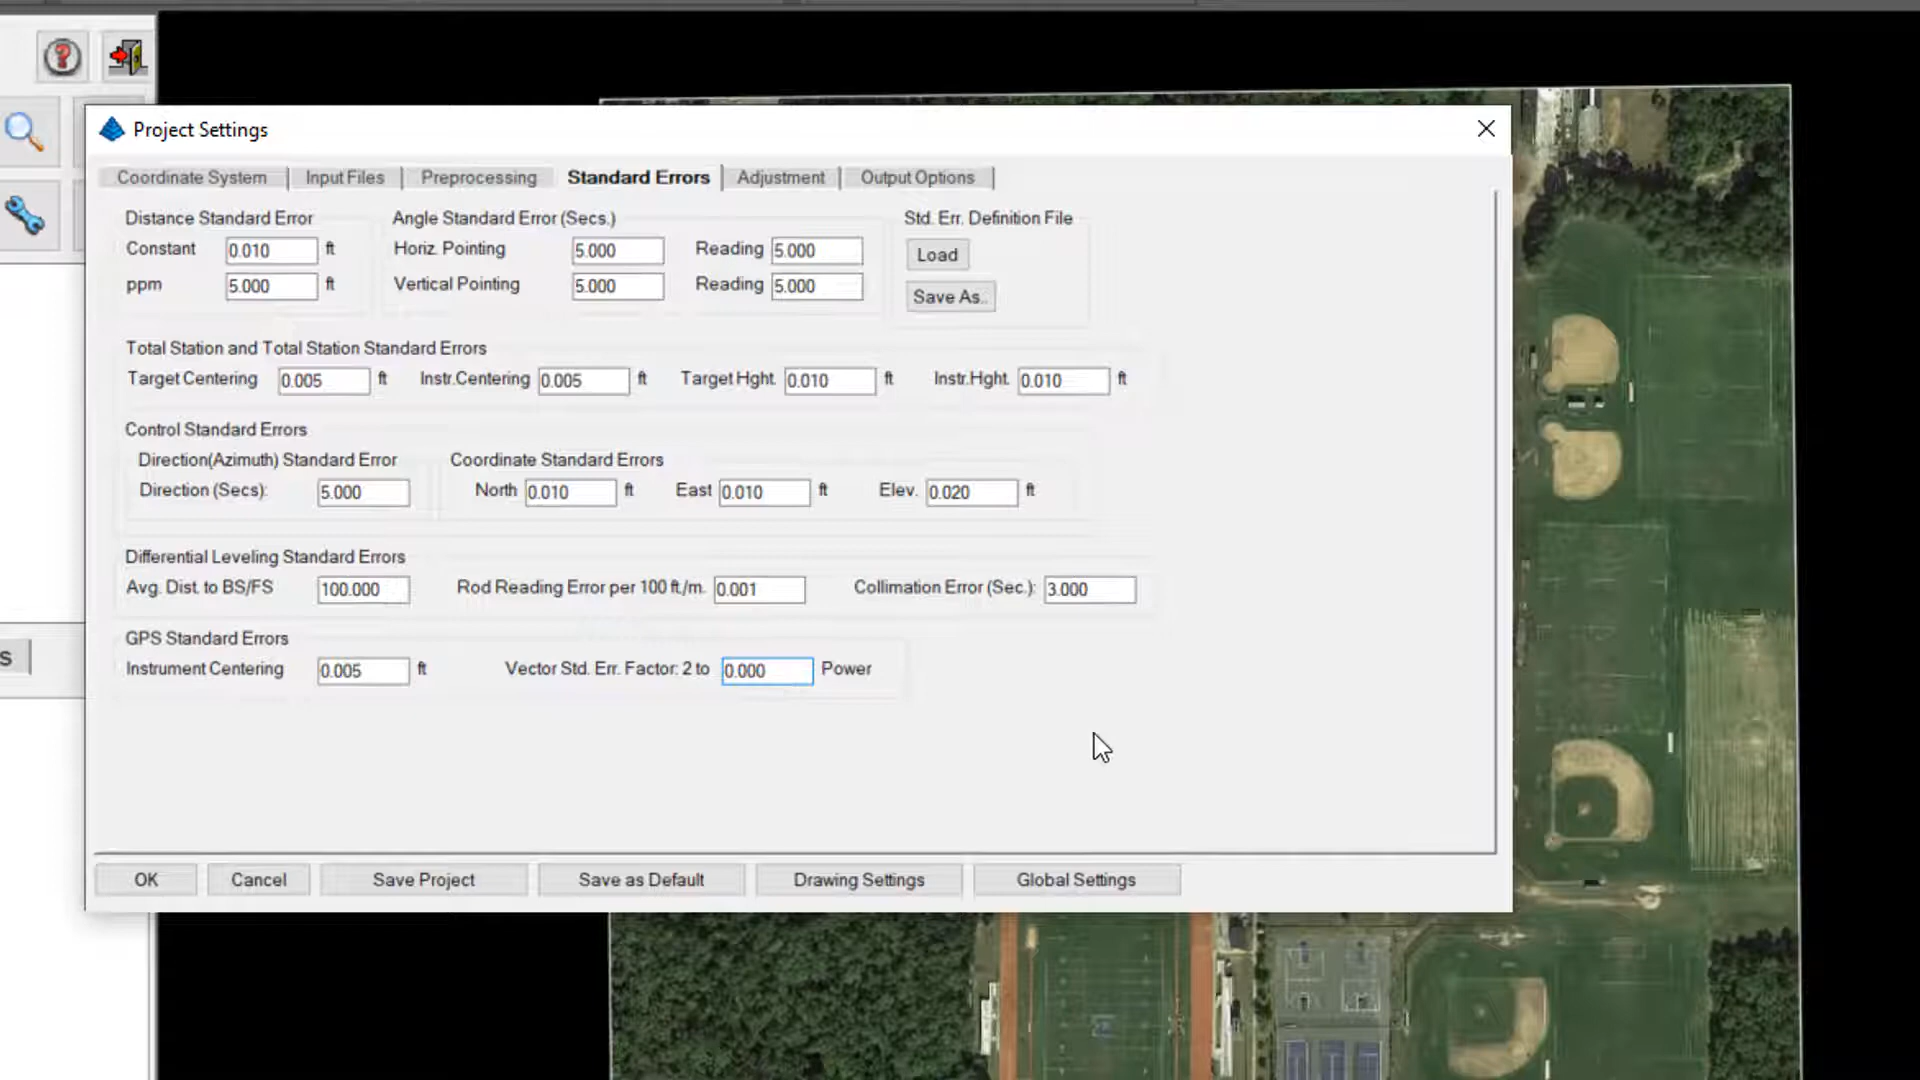 Project Settings
Coordinate System Input Files Preprocessing Standard Errors Adjustment Output Options
Distance Standard Error Angle Standard Error (Secs.) Std. Err. Definition File
Constant 0.010 ft Horiz. Pointing 5.000 Reading 5.000 Load
ppm 5.000 ft Vertical Pointing 5.000 Reading 5.000 Save As..
Total Station and Total Station Standard Errors
Target Centering 0.005 ft Instr.Centering 0.005 ft Target Hght. 0.010 ft Instr.Hght. 0.010 ft
Control Standard Errors
Direction(Azimuth) Standard Error Coordinate Standard Errors
Direction (Secs): 5.000 North 0.010 ft East 0.010 ft Elev. 0.020 ft
Differential Leveling Standard Errors
Avg. Dist. to BS/FS 100.000 Rod Reading Error per 100 ft./m. 0.001 Collimation Error (Sec.): 3.000
GPS Standard Errors
S
Instrument Centering 0.005 ft Vector Std. Err. Factor: 2 to 0.000 Power
OK Cancel Save Project Save as Default Drawing Settings Global Settings